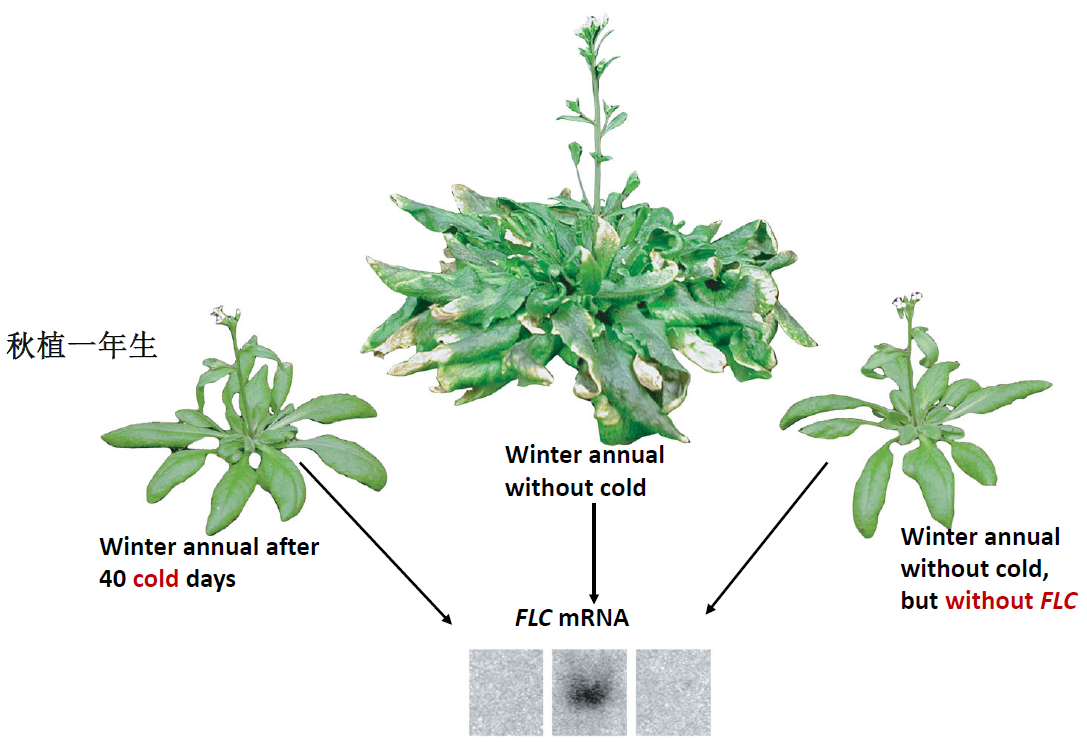 秋植一年生
Winter annual
without cold
Winter annual after
40 cold days
Winter annual
without cold,
but without FLC
FLC mRNA